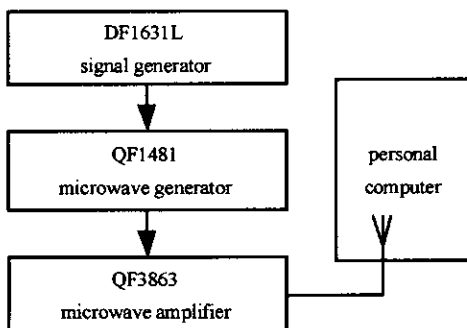 DF1631L
signal generator
QF1481
microwave generator
QF3863
microwave amplifier
personal
computer